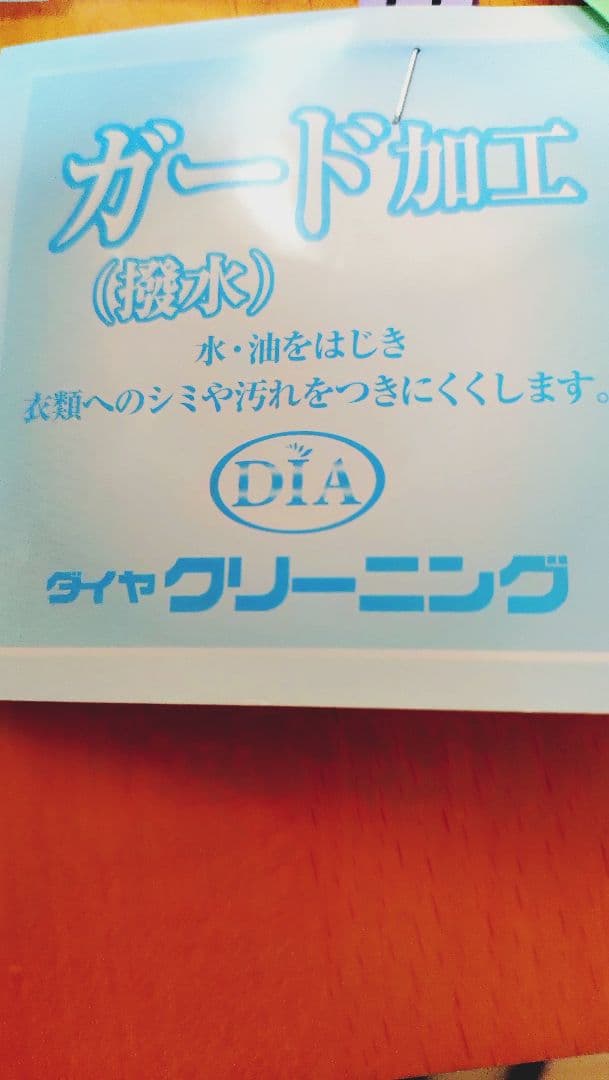 ガード加工
(撥水)
水・油をはじき
衣類へのシミや汚れをつきにくくします。
DIA
ダイヤクリーニング